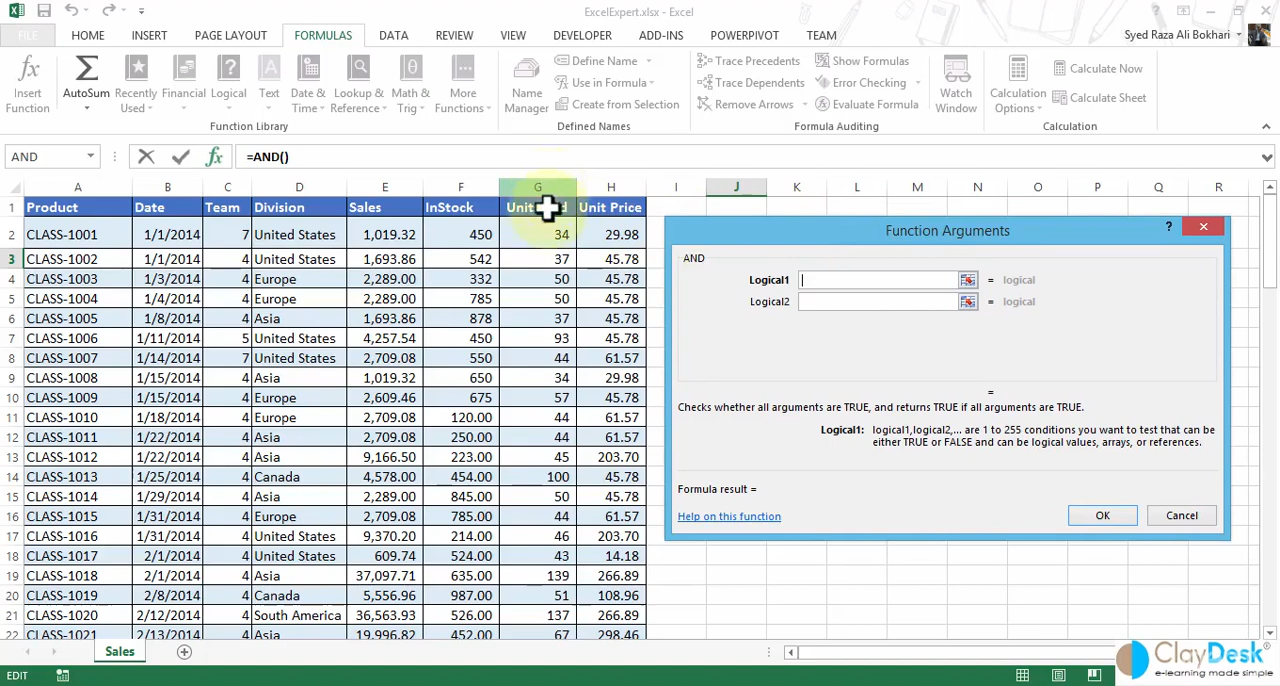 ExcelExpert.xlsx - Excel
FILE HOME INSERT PAGE LAYOUT FORMULAS DATA REVIEW VIEW DEVELOPER ADD-INS POWERPIVOT TEAM Syed Raza Ali Bokhari
Insert Function
AutoSum
Recently Used
Financial
Logical
Text
Date & Time
Lookup & Reference
Math & Trig
More Functions
Function Library
Name Manager
Define Name
Use in Formula
Create from Selection
Defined Names
Trace Precedents
Trace Dependents
Remove Arrows
Show Formulas
Error Checking
Evaluate Formula
Formula Auditing
Watch Window
Calculation Options
Calculate Now
Calculate Sheet
Calculation
AND fx =AND()
A B C D E F G H I J K L M N O P Q R
1 Product Date Team Division Sales InStock Unit Price
2 CLASS-1001 1/1/2014 7 United States 1,019.32 450 34 29.98
3 CLASS-1002 1/1/2014 4 United States 1,693.86 542 37 45.78
4 CLASS-1003 1/3/2014 4 Europe 2,289.00 332 50 45.78
5 CLASS-1004 1/4/2014 4 Europe 2,289.00 785 50 45.78
6 CLASS-1005 1/8/2014 4 Asia 1,693.86 878 37 45.78
7 CLASS-1006 1/11/2014 5 United States 4,257.54 450 93 45.78
8 CLASS-1007 1/14/2014 7 United States 2,709.08 550 44 61.57
9 CLASS-1008 1/15/2014 4 Asia 1,019.32 650 34 29.98
10 CLASS-1009 1/15/2014 4 Europe 2,609.46 675 57 45.78
11 CLASS-1010 1/18/2014 4 Europe 2,709.08 120.00 44 61.57
12 CLASS-1011 1/22/2014 4 Asia 2,709.08 250.00 44 61.57
13 CLASS-1012 1/22/2014 4 Asia 9,166.50 223.00 45 203.70
14 CLASS-1013 1/25/2014 4 Canada 4,578.00 454.00 100 45.78
15 CLASS-1014 1/29/2014 4 Asia 2,289.00 845.00 50 45.78
16 CLASS-1015 1/31/2014 4 Europe 2,709.08 785.00 44 61.57
17 CLASS-1016 1/31/2014 4 United States 9,370.20 214.00 46 203.70
18 CLASS-1017 2/1/2014 4 United States 609.74 524.00 43 14.18
19 CLASS-1018 2/1/2014 4 Asia 37,097.71 635.00 139 266.89
20 CLASS-1019 2/8/2014 4 Canada 5,556.96 987.00 51 108.96
21 CLASS-1020 2/12/2014 4 South America 36,563.93 526.00 137 266.89
22 CLASS-1021 2/13/2014 4 Asia 19,996.82 452.00 67 298.46
Function Arguments ?
AND
Logical1 = logical
Logical2 = logical
=
Checks whether all arguments are TRUE, and returns TRUE if all arguments are TRUE.
Logical1: logical1,logical2,... are 1 to 255 conditions you want to test that can be
either TRUE or FALSE and can be logical values, arrays, or references.
Formula result =
Help on this function OK Cancel
Sales
EDIT
ClayDesk®
e-learning made simple